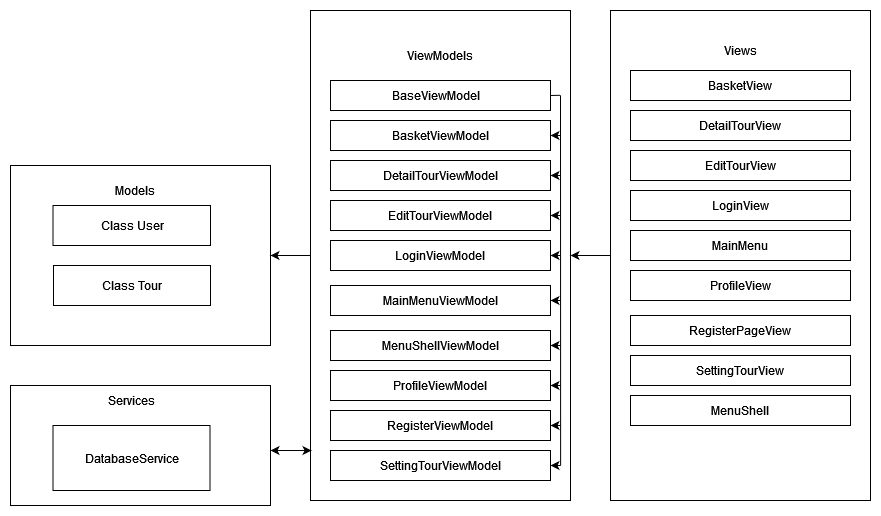 Models
Class User
Class Tour
Services
DatabaseService
ViewModels
BaseViewModel
BasketViewModel
DetailTourViewModel
EditTourViewModel
LoginViewModel
MainMenuViewModel
MenuShellViewModel
ProfileViewModel
RegisterViewModel
SettingTourViewModel
Views
BasketView
DetailTourView
EditTourView
LoginView
MainMenu
ProfileView
RegisterPageView
SettingTourView
MenuShell